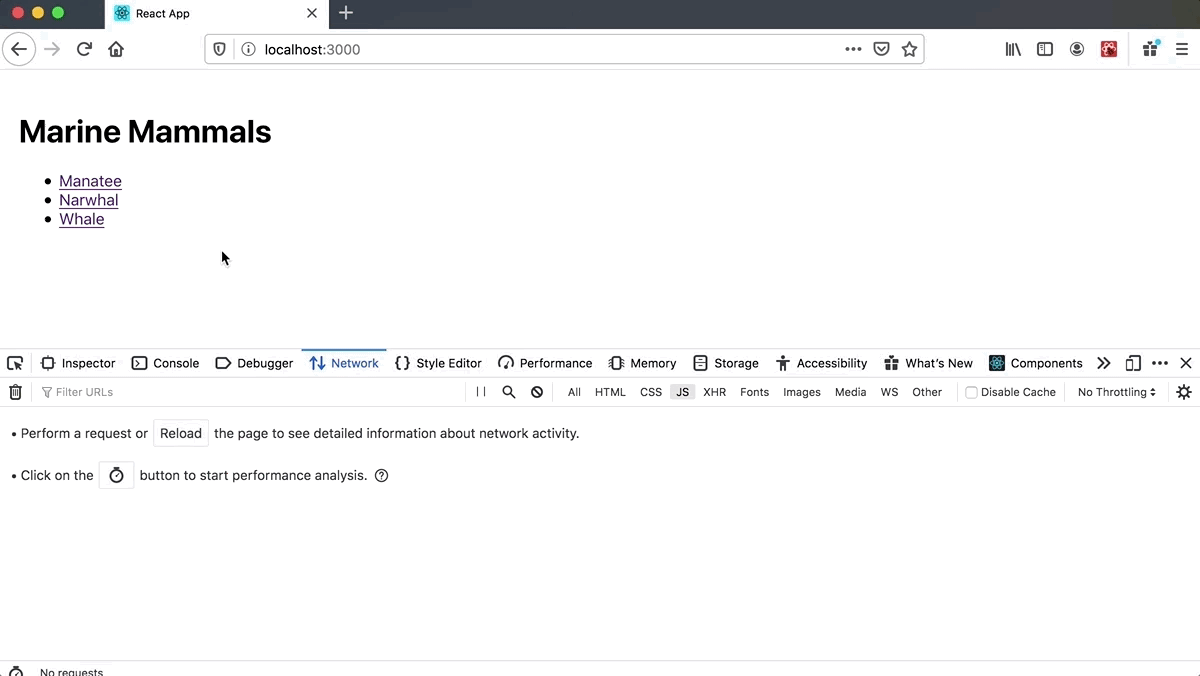 React App
localhost:3000
Marine Mammals
Manatee
Narwhal
Whale
Inspector Console Debugger Network Style Editor Performance Memory Storage Accessibility What's New Components
Filter URLs All HTML CSS JS XHR Fonts Images Media WS Other Disable Cache No Throttling
• Perform a request or Reload the page to see detailed information about network activity.
• Click on the button to start performance analysis.
No requests